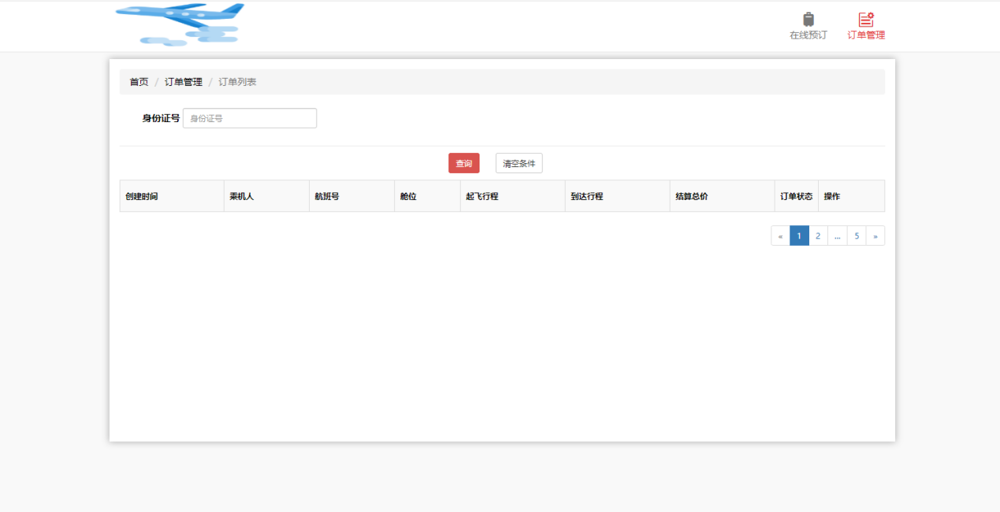 在线预订 订单管理
首页 / 订单管理 / 订单列表
身份证号 身份证号
查询 清空条件
创建时间 乘机人 航班号 舱位 起飞行程 到达行程 结算总价 订单状态 操作
« 1 2 ... 5 »